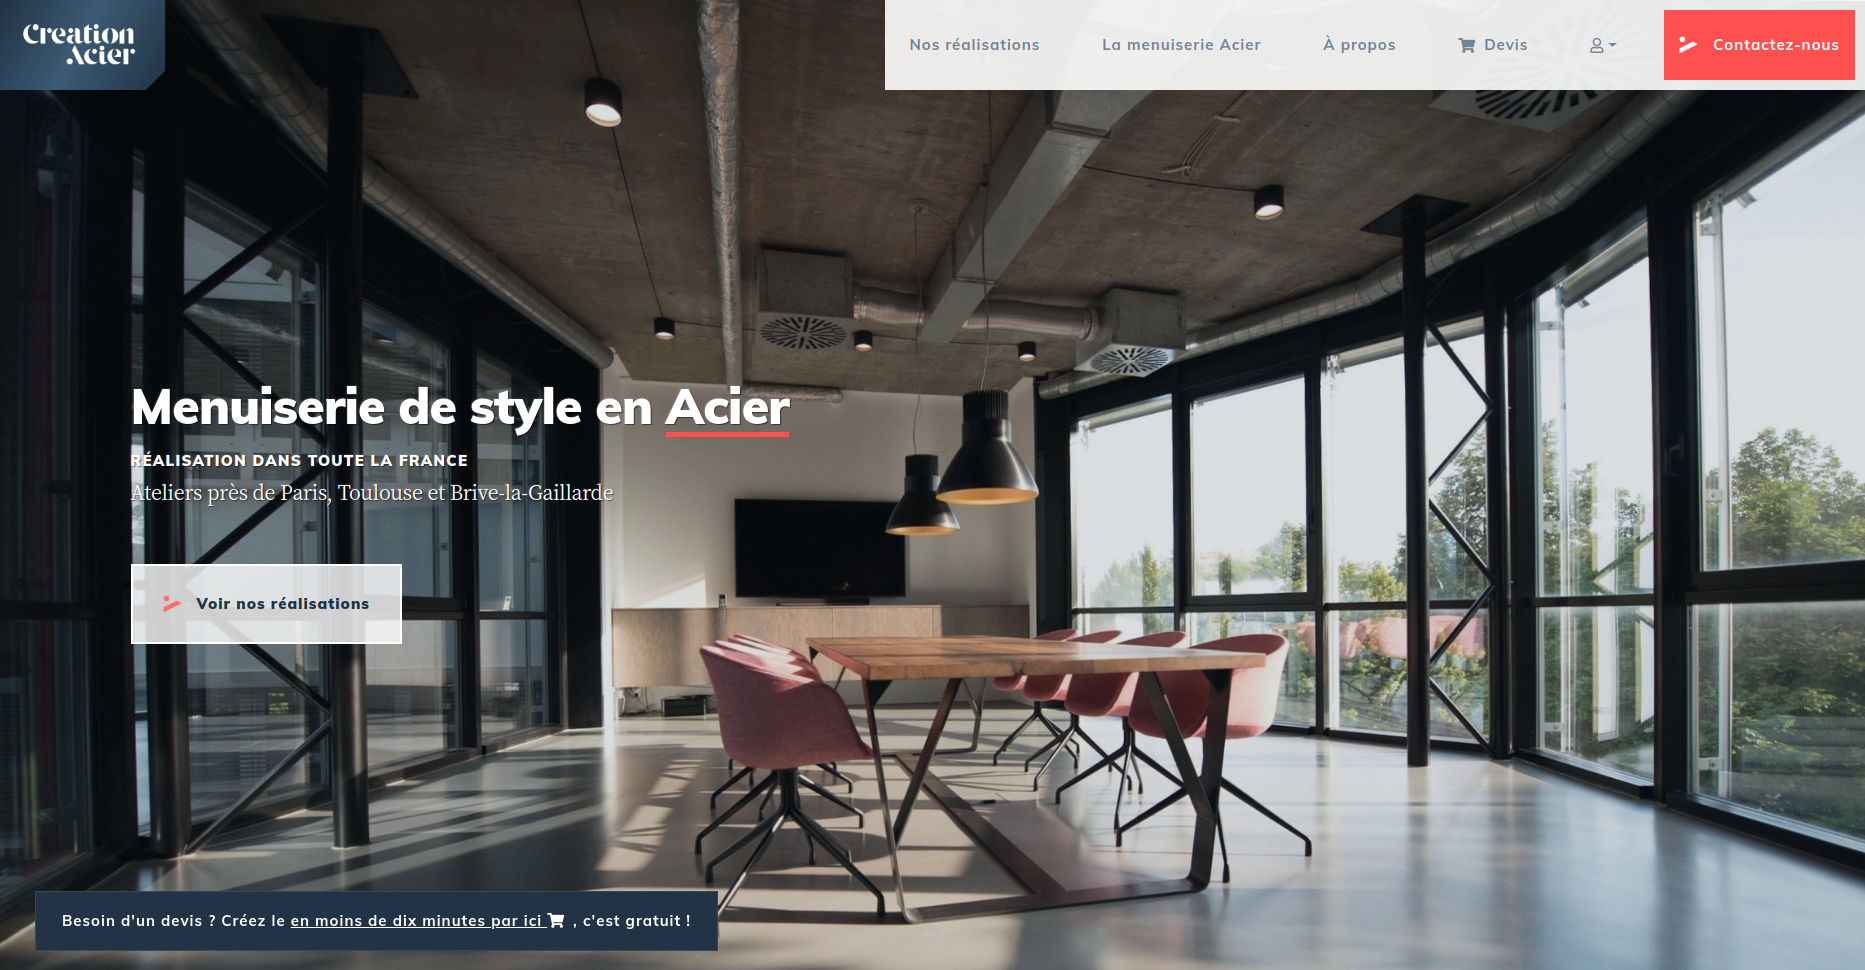 Creation
Acier
Nos réalisations
La menuiserie Acier
À propos
Devis
Contactez-nous
Menuiserie de style en Acier
RÉALISATION DANS TOUTE LA FRANCE
Ateliers près de Paris, Toulouse et Brive-la-Gaillarde
Voir nos réalisations
Besoin d'un devis ? Créez le en moins de dix minutes par ici , c'est gratuit !